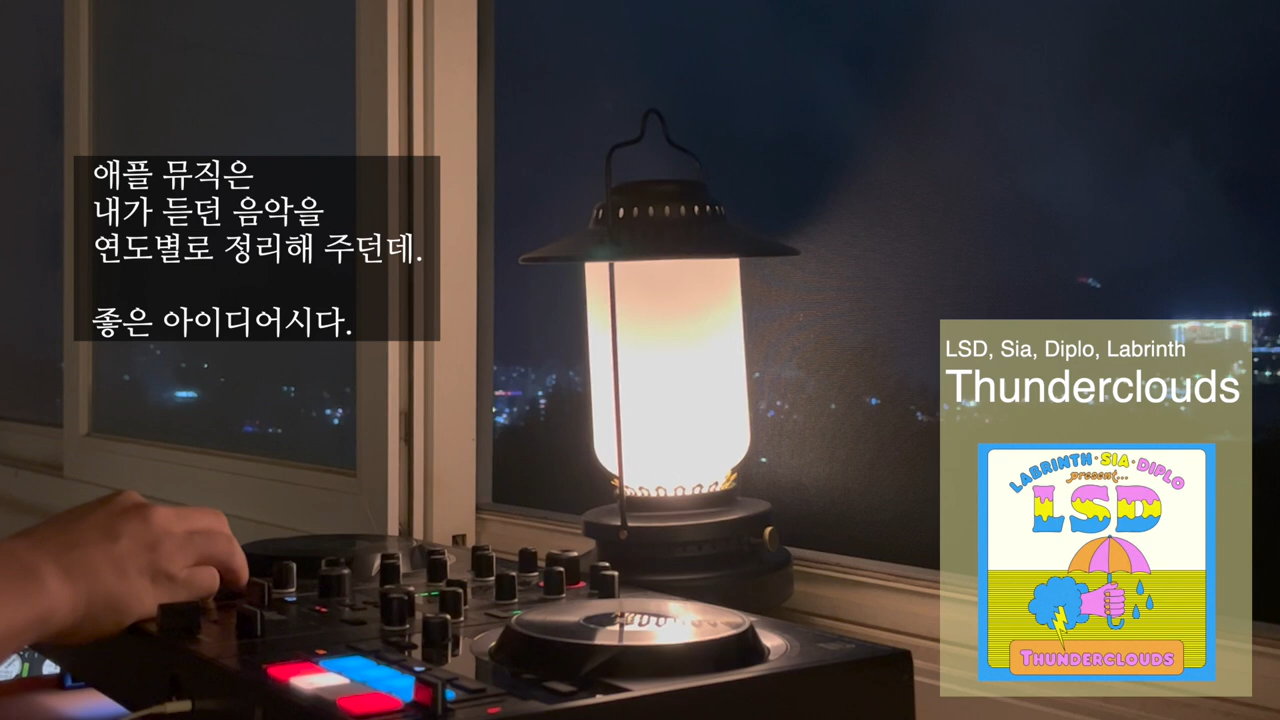 애플 뮤직은
내가 듣던 음악을
연도별로 정리해 주던데.
좋은 아이디어시다.
LSD, Sia, Diplo, Labrinth
Thunderclouds
LABRINTH·SIA·DIPLO
present...
LSD
THUNDERCLOUDS